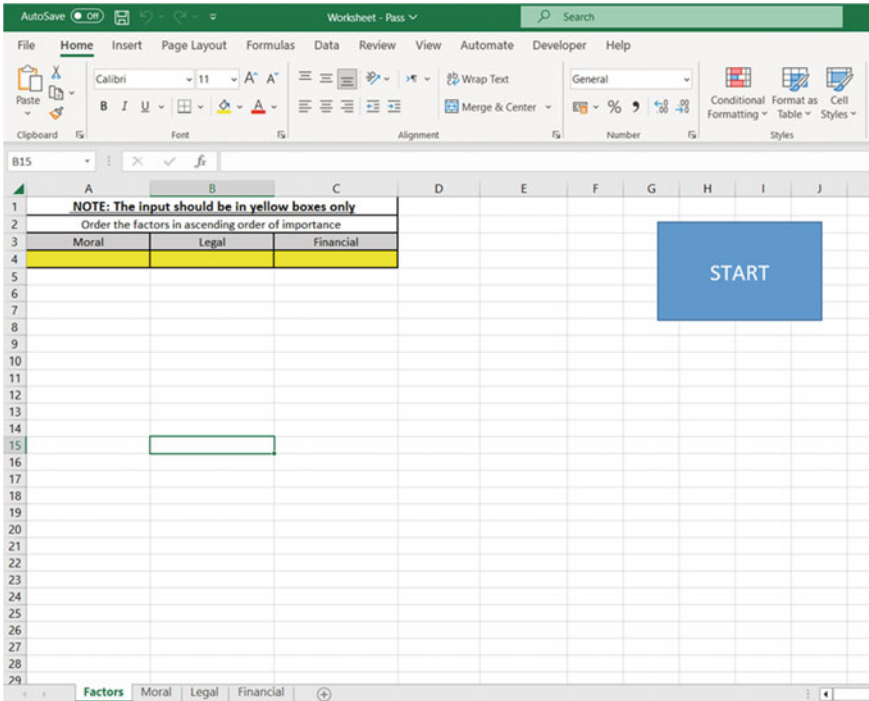 AutoSave Off Worksheet - Pass Search
File Home Insert Page Layout Formulas Data Review View Automate Developer Help
Paste Calibri 11 A A Wrap Text General Conditional Formatting Format as Table Cell Styles
B I U A Merge & Center % 9
Clipboard Font Alignment Number Styles
B15 fx
A B C D E F G H I J
1 NOTE: The input should be in yellow boxes only
2 Order the factors in ascending order of importance
3 Moral Legal Financial
4
5
START
6
7
8
9
10
11
12
13
14
15
16
17
18
19
20
21
22
23
24
25
26
27
28
29
Factors Moral Legal Financial